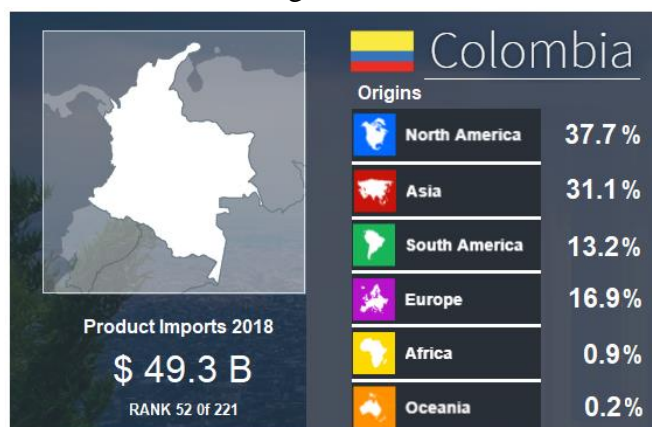 Colombia
Origins
North America 37.7%
Asia 31.1%
South America 13.2%
Europe 16.9%
Africa 0.9%
Oceania 0.2%
Product Imports 2018
$ 49.3 B
RANK 52 0f 221